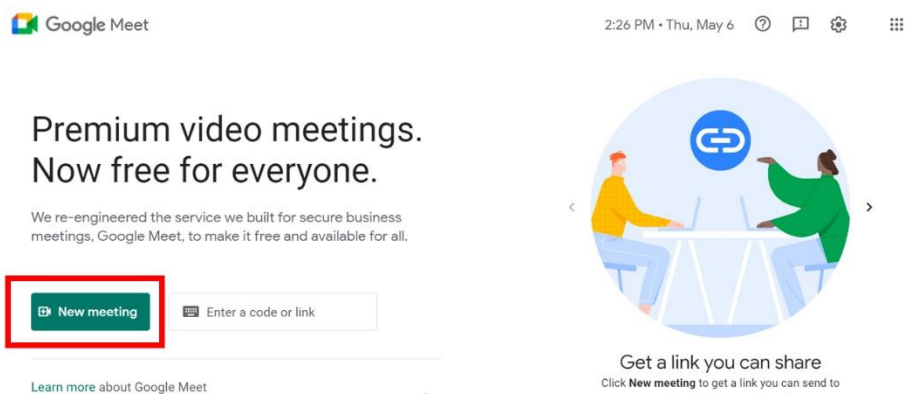 Google Meet
2:26 PM • Thu, May 6
Premium video meetings.
Now free for everyone.
We re-engineered the service we built for secure business
meetings, Google Meet, to make it free and available for all.
New meeting
Enter a code or link
Learn more about Google Meet
Get a link you can share
Click New meeting to get a link you can send to